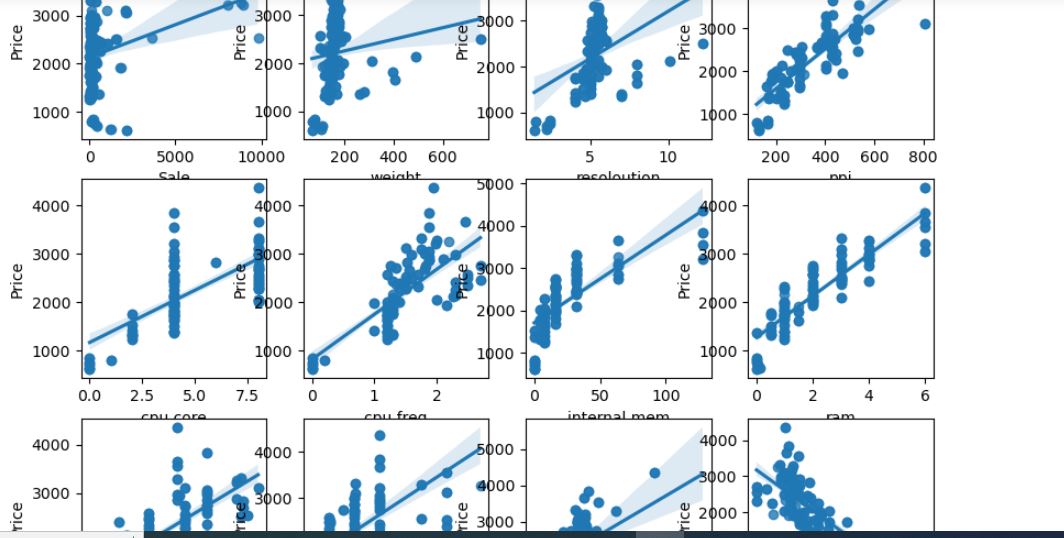 Price 3000 2000 1000 0 5000 10000 Sale
Price 3000 2000 1000 200 400 600 weight
Price 3000 2000 1000 5 10 resoloution
Price 3000 2000 1000 200 400 600 800 ppi
Price 4000 3000 2000 1000 0.0 2.5 5.0 7.5 cpu core
Price 4000 3000 2000 1000 0 1 2 cpu freq
Price 5000 4000 3000 2000 1000 0 50 100 internal mem
Price 4000 3000 2000 1000 0 2 4 6 ram
Price 4000 3000
Price 4000 3000
Price 5000 4000 3000
Price 4000 3000 2000